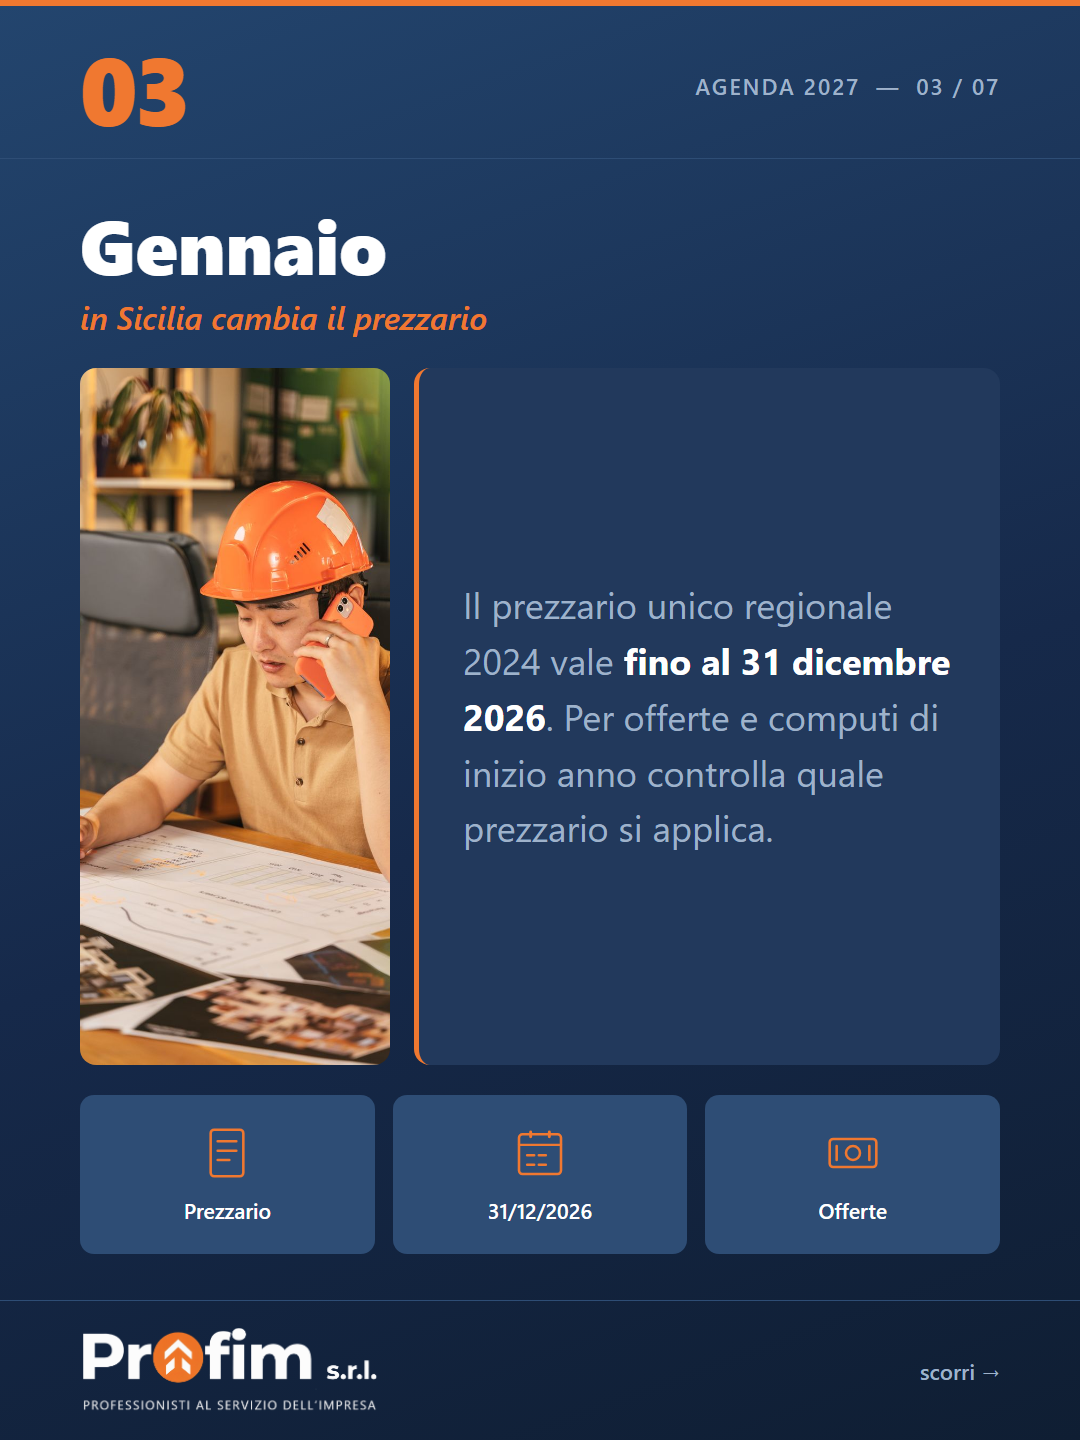 03
AGENDA 2027 — 03 / 07
Gennaio
in Sicilia cambia il prezzario
Il prezzario unico regionale
2024 vale fino al 31 dicembre
2026. Per offerte e computi di
inizio anno controlla quale
prezzario si applica.
Prezzario
31/12/2026
Offerte
Profim s.r.l.
PROFESSIONISTI AL SERVIZIO DELL'IMPRESA
scorri →